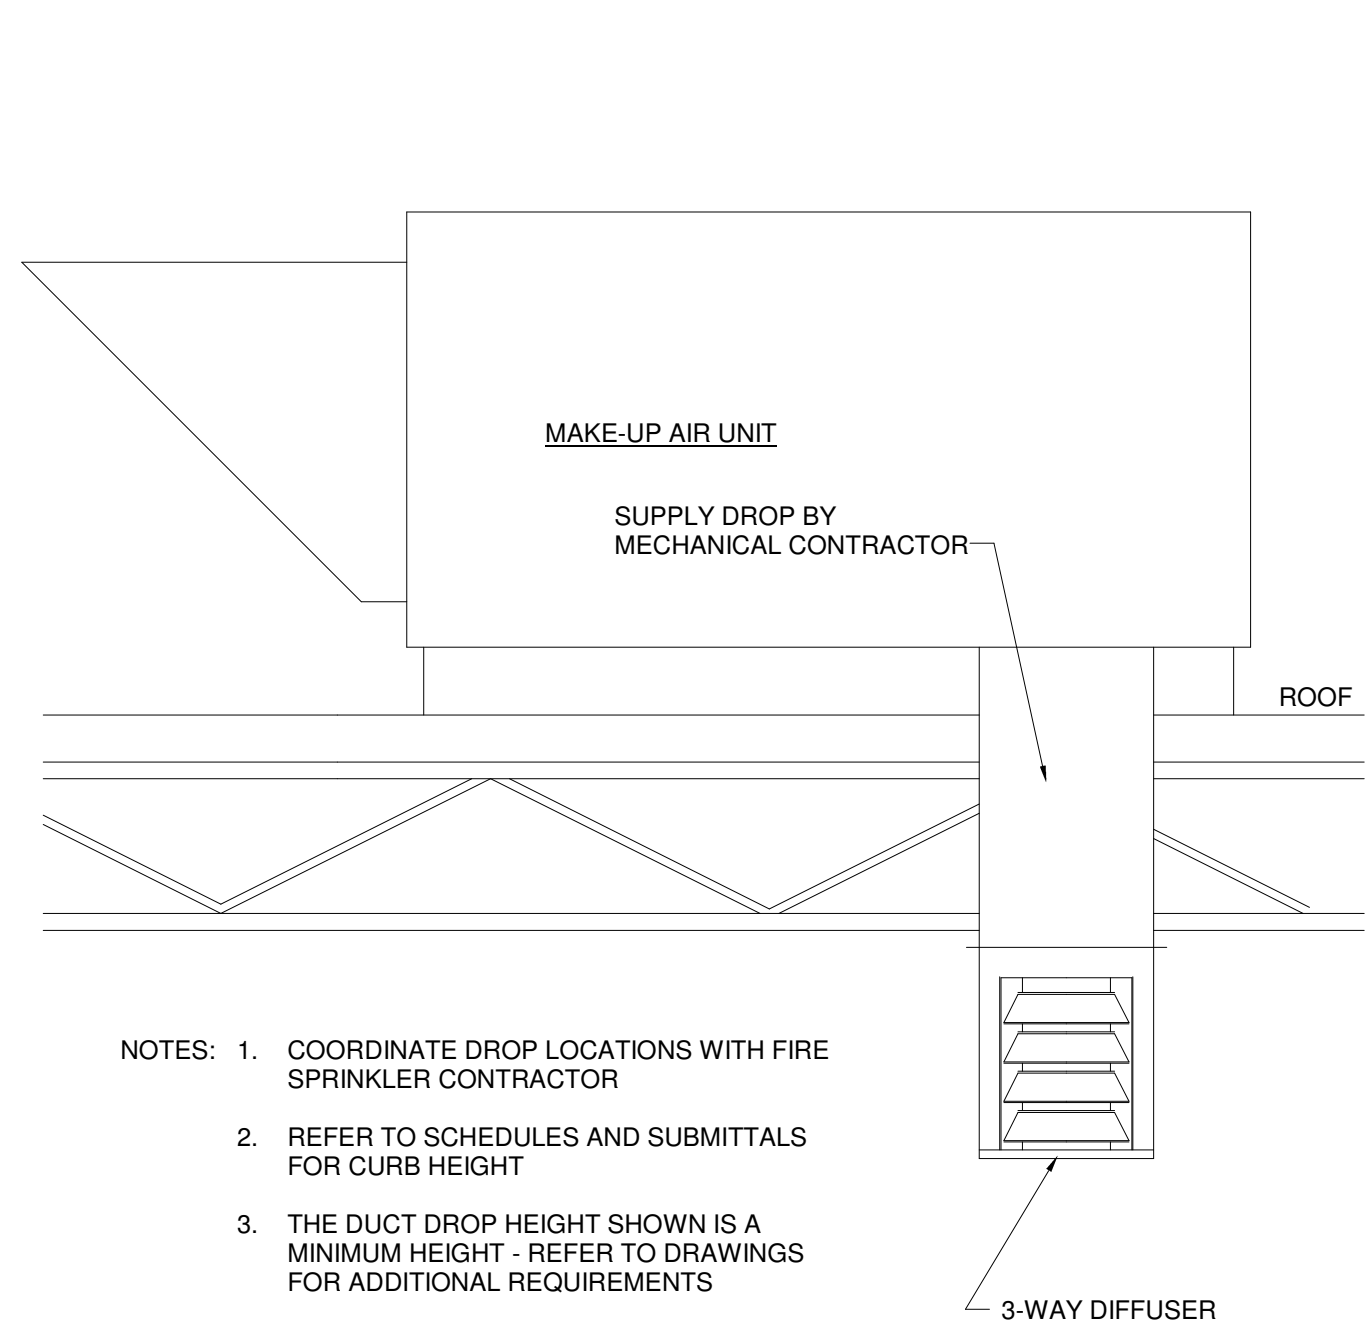 MAKE-UP AIR UNIT
SUPPLY DROP BY
MECHANICAL CONTRACTOR
ROOF
NOTES: 1. COORDINATE DROP LOCATIONS WITH FIRE
SPRINKLER CONTRACTOR
2. REFER TO SCHEDULES AND SUBMITTALS
FOR CURB HEIGHT
3. THE DUCT DROP HEIGHT SHOWN IS A
MINIMUM HEIGHT - REFER TO DRAWINGS
FOR ADDITIONAL REQUIREMENTS
3-WAY DIFFUSER